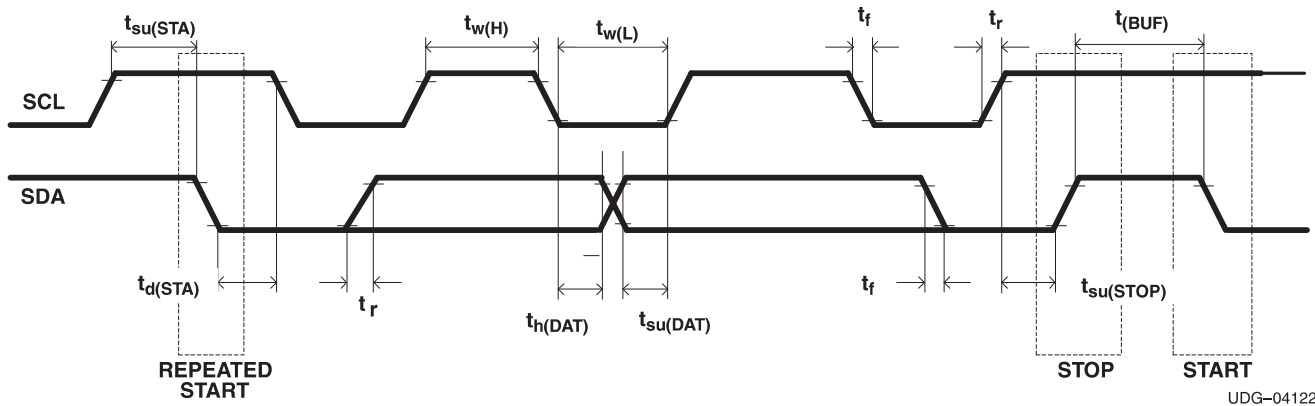 tsu(STA)
tw(H)
tw(L)
tf
tr
t(BUF)
SCL
SDA
td(STA)
tr
th(DAT)
tsu(DAT)
tf
tsu(STOP)
REPEATED
START
STOP
START
UDG–04122